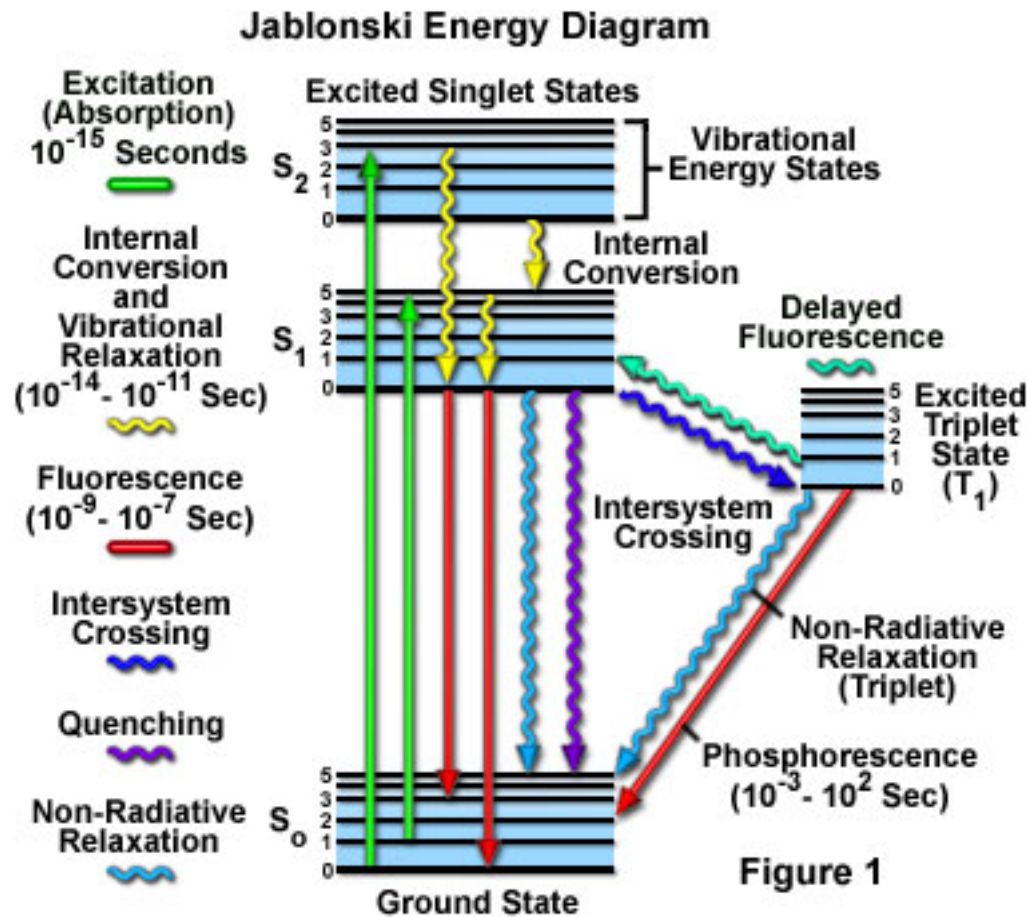 Jablonski Energy Diagram
Excitation
(Absorption)
10⁻¹⁵ Seconds
Internal
Conversion
and
Vibrational
Relaxation
(10⁻¹⁴ - 10⁻¹¹ Sec)
Fluorescence
(10⁻⁹ - 10⁻⁷ Sec)
Intersystem
Crossing
Quenching
Non-Radiative
Relaxation
Excited Singlet States
5
3
2
1
0
S₂
Vibrational
Energy States
Internal
Conversion
5
3
2
1
0
S₁
Delayed
Fluorescence
5
3
2
1
0
Excited
Triplet
State
(T₁)
Intersystem
Crossing
Non-Radiative
Relaxation
(Triplet)
Phosphorescence
(10⁻³ - 10² Sec)
5
3
2
1
0
S₀
Ground State
Figure 1